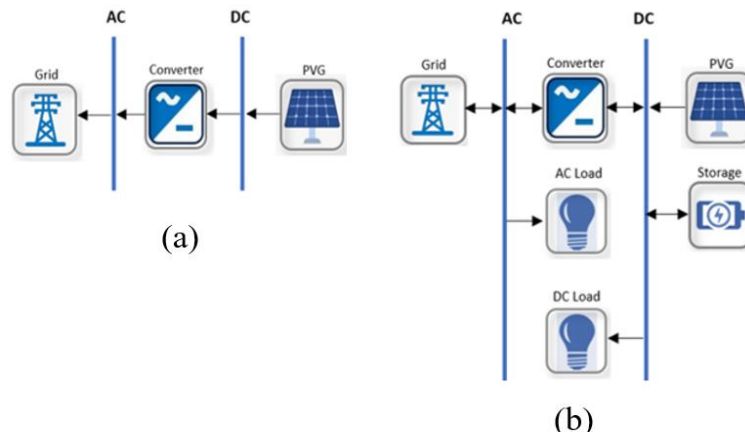 AC
DC
Grid
Converter
PVG
(a)
AC
DC
Grid
Converter
PVG
AC Load
Storage
DC Load
(b)